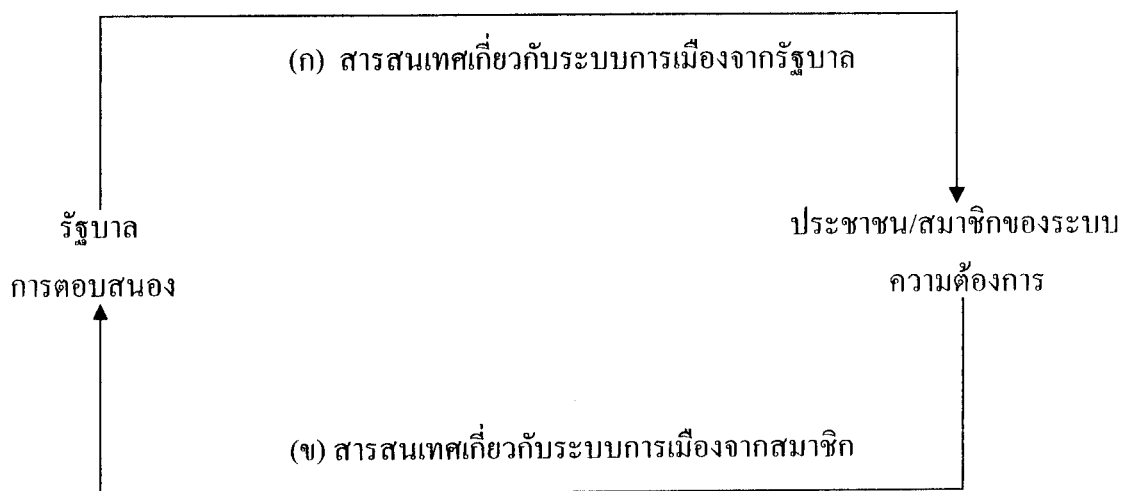 (ก) สารสนเทศเกี่ยวกับระบบการเมืองจากรัฐบาล
รัฐบาล
ประชาชน/สมาชิกของระบบ
การตอบสนอง
ความต้องการ
(ข) สารสนเทศเกี่ยวกับระบบการเมืองจากสมาชิก